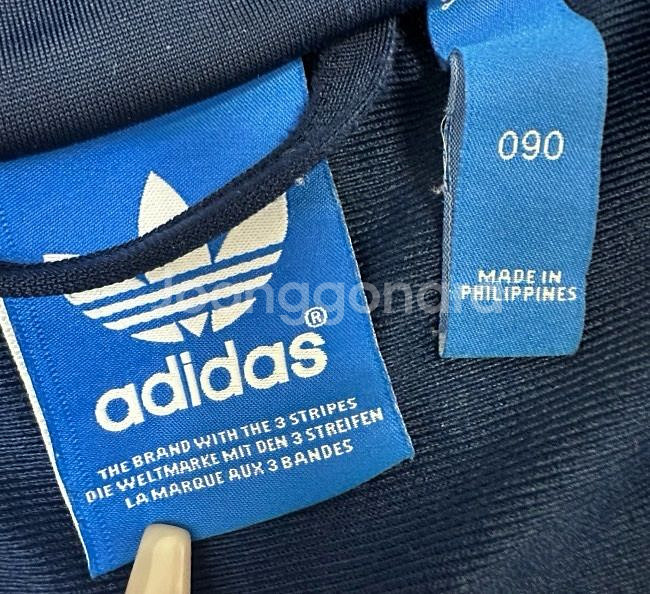 adidas®
THE BRAND WITH THE 3 STRIPES
DIE WELTMARKE MIT DEN 3 STREIFEN
LA MARQUE AUX 3 BANDES
090
MADE IN
PHILIPPINES
Joonggonara